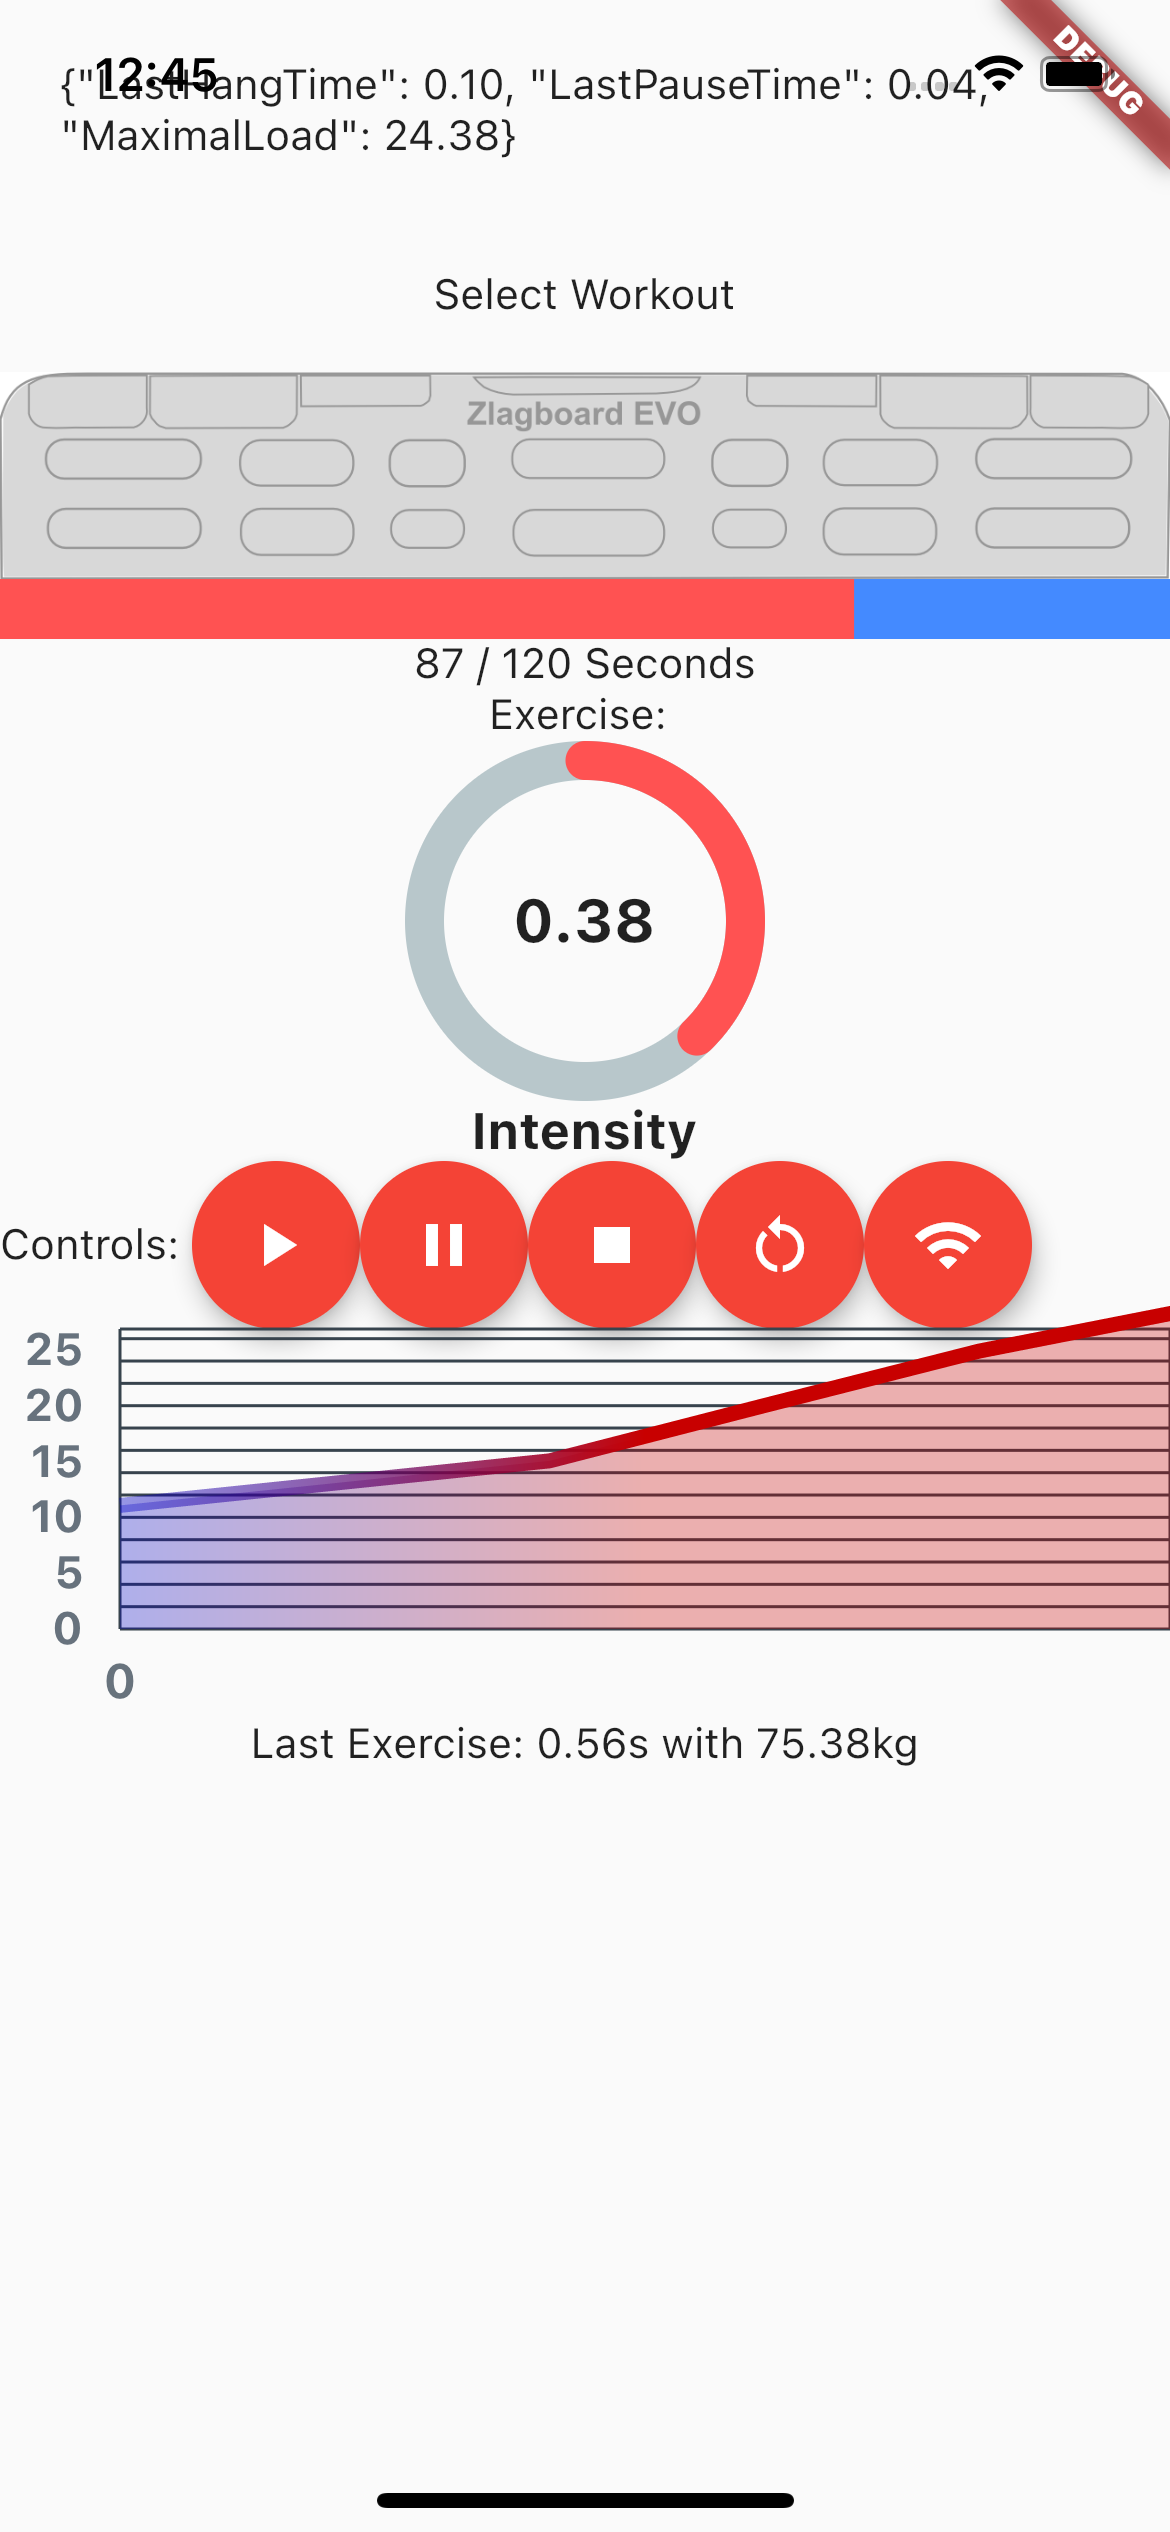 12:45
DEBUG
{"LastHangTime": 0.10, "LastPauseTime": 0.04,
"MaximalLoad": 24.38}
Select Workout
Zlagboard EVO
87 / 120 Seconds
Exercise:
0.38
Intensity
Controls:
25
20
15
10
5
0
0
Last Exercise: 0.56s with 75.38kg